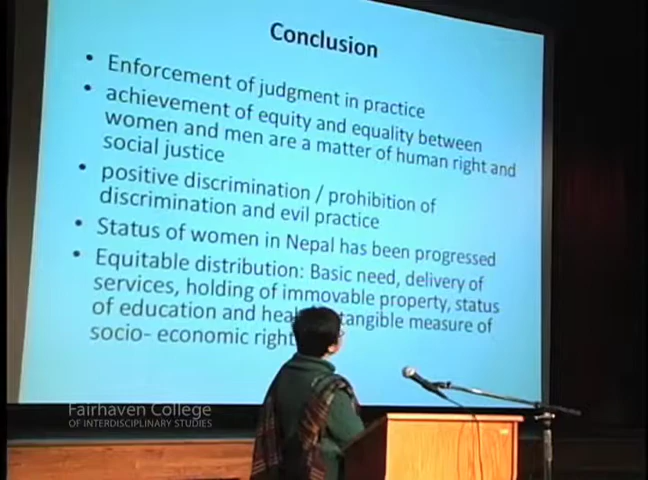 Conclusion
• Enforcement of judgment in practice
• achievement of equity and equality between
women and men are a matter of human right and
social justice
• positive discrimination / prohibition of
discrimination and evil practice
• Status of women in Nepal has been progressed
• Equitable distribution: Basic need, delivery of
services, holding of immovable property, status
of education and heal tangible measure of
socio- economic right
Fairhaven College
OF INTERDISCIPLINARY STUDIES